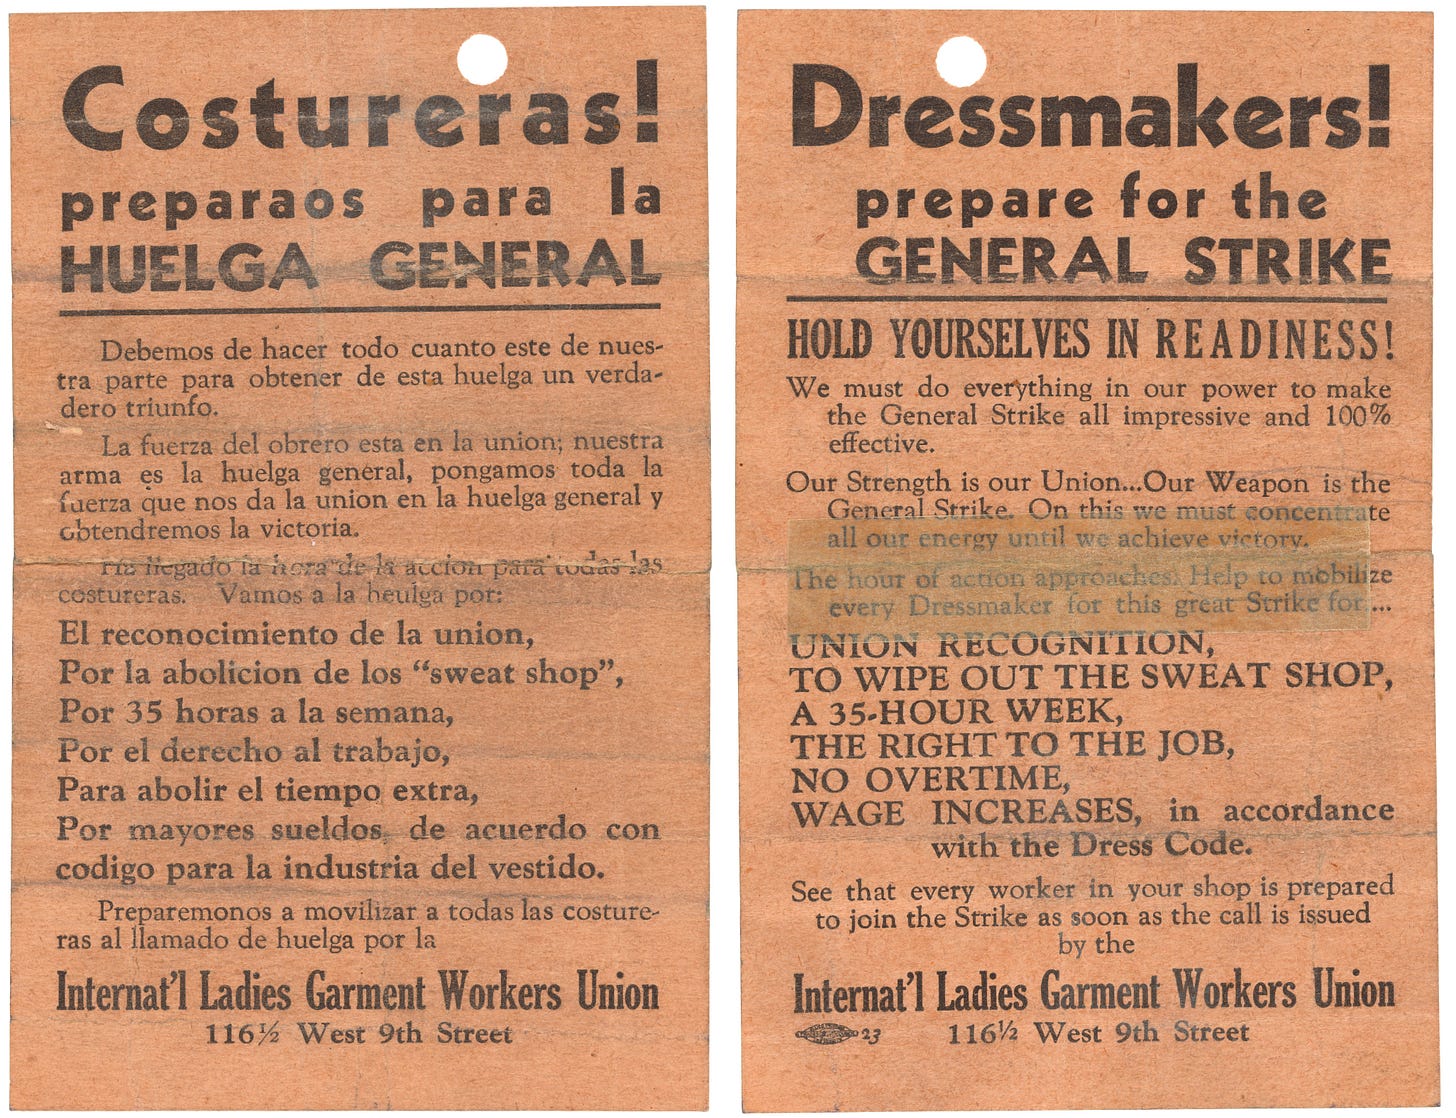 Costureras!
preparaos para la
HUELGA GENERAL
Debemos de hacer todo cuanto este de nues-
tra parte para obtener de esta huelga un verda-
dero triunfo.
La fuerza del obrero esta en la union; nuestra
arma es la huelga general, pongamos toda la
fuerza que nos da la union en la huelga general y
obtendremos la victoria.
Ha llegado la hora de la accion para todas las
costureras. Vamos a la heulga por:
El reconocimiento de la union,
Por la abolicion de los “sweat shop”,
Por 35 horas a la semana,
Por el derecho al trabajo,
Para abolir el tiempo extra,
Por mayores sueldos, de acuerdo con
codigo para la industria del vestido.
Preparemonos a movilizar a todas las costure-
ras al llamado de huelga por la
Internat’l Ladies Garment Workers Union
116½ West 9th Street
Dressmakers!
prepare for the
GENERAL STRIKE
HOLD YOURSELVES IN READINESS!
We must do everything in our power to make
the General Strike all impressive and 100%
effective.
Our Strength is our Union...Our Weapon is the
General Strike. On this we must concentrate
all our energy until we achieve victory.
The hour of action approaches. Help to mobilize
every Dressmaker for this great Strike for...
UNION RECOGNITION,
TO WIPE OUT THE SWEAT SHOP,
A 35-HOUR WEEK,
THE RIGHT TO THE JOB,
NO OVERTIME,
WAGE INCREASES, in accordance
with the Dress Code.
See that every worker in your shop is prepared
to join the Strike as soon as the call is issued
by the
Internat’l Ladies Garment Workers Union
23 116½ West 9th Street